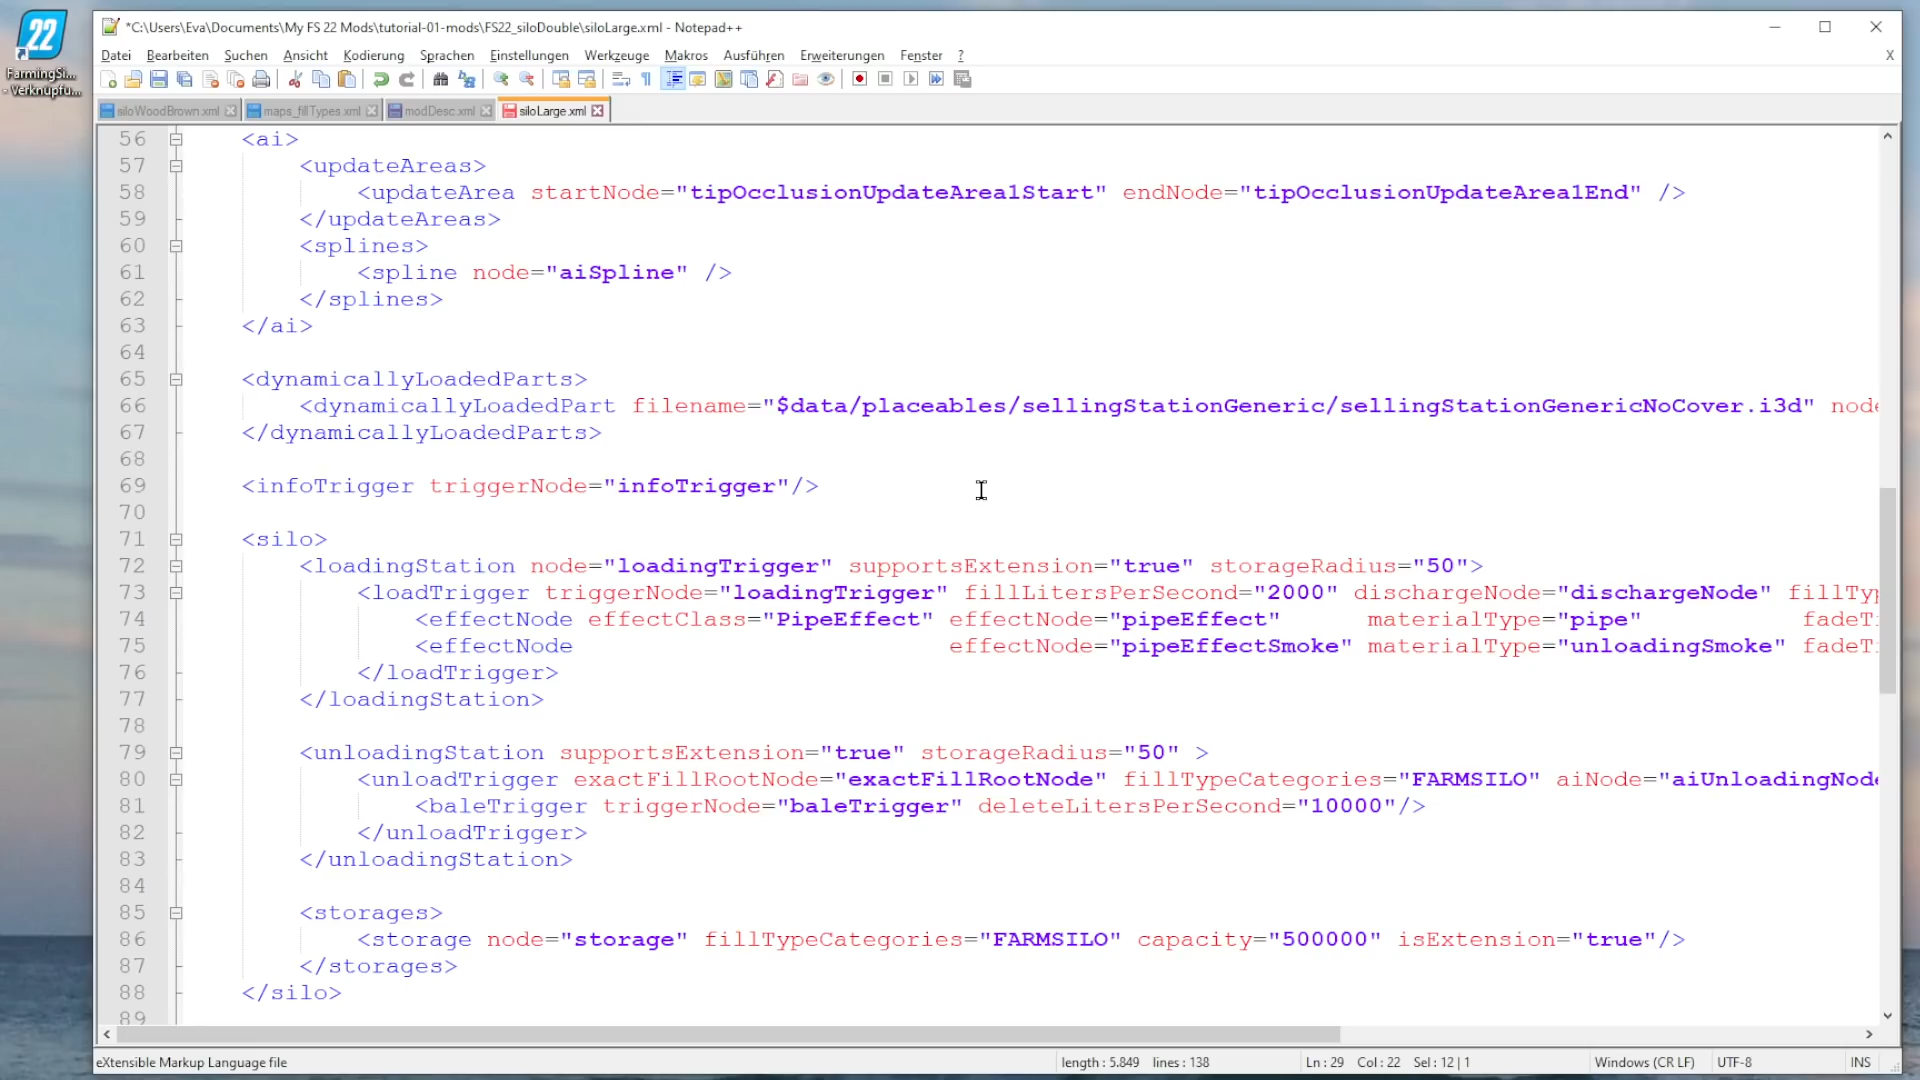 22
FarmingSi...
- Verknüpfu...
*C:\Users\Eva\Documents\My FS 22 Mods\tutorial-01-mods\FS22_siloDouble\siloLarge.xml - Notepad++
Datei Bearbeiten Suchen Ansicht Kodierung Sprachen Einstellungen Werkzeuge Makros Ausführen Erweiterungen Fenster ? X
siloWoodBrown.xml maps_fillTypes.xml modDesc.xml siloLarge.xml
56 <ai>
57 <updateAreas>
58 <updateArea startNode="tipOcclusionUpdateArea1Start" endNode="tipOcclusionUpdateArea1End" />
59 </updateAreas>
60 <splines>
61 <spline node="aiSpline" />
62 </splines>
63 </ai>
64
65 <dynamicallyLoadedParts>
66 <dynamicallyLoadedPart filename="$data/placeables/sellingStationGeneric/sellingStationGenericNoCover.i3d" node
67 </dynamicallyLoadedParts>
68
69 <infoTrigger triggerNode="infoTrigger"/>
70
71 <silo>
72 <loadingStation node="loadingTrigger" supportsExtension="true" storageRadius="50">
73 <loadTrigger triggerNode="loadingTrigger" fillLitersPerSecond="2000" dischargeNode="dischargeNode" fillTyp
74 <effectNode effectClass="PipeEffect" effectNode="pipeEffect" materialType="pipe" fadeT
75 <effectNode effectNode="pipeEffectSmoke" materialType="unloadingSmoke" fadeT
76 </loadTrigger>
77 </loadingStation>
78
79 <unloadingStation supportsExtension="true" storageRadius="50" >
80 <unloadTrigger exactFillRootNode="exactFillRootNode" fillTypeCategories="FARMSILO" aiNode="aiUnloadingNode
81 <baleTrigger triggerNode="baleTrigger" deleteLitersPerSecond="10000"/>
82 </unloadTrigger>
83 </unloadingStation>
84
85 <storages>
86 <storage node="storage" fillTypeCategories="FARMSILO" capacity="500000" isExtension="true"/>
87 </storages>
88 </silo>
89
eXtensible Markup Language file length : 5.849 lines : 138 Ln : 29 Col : 22 Sel : 12 | 1 Windows (CR LF) UTF-8 INS